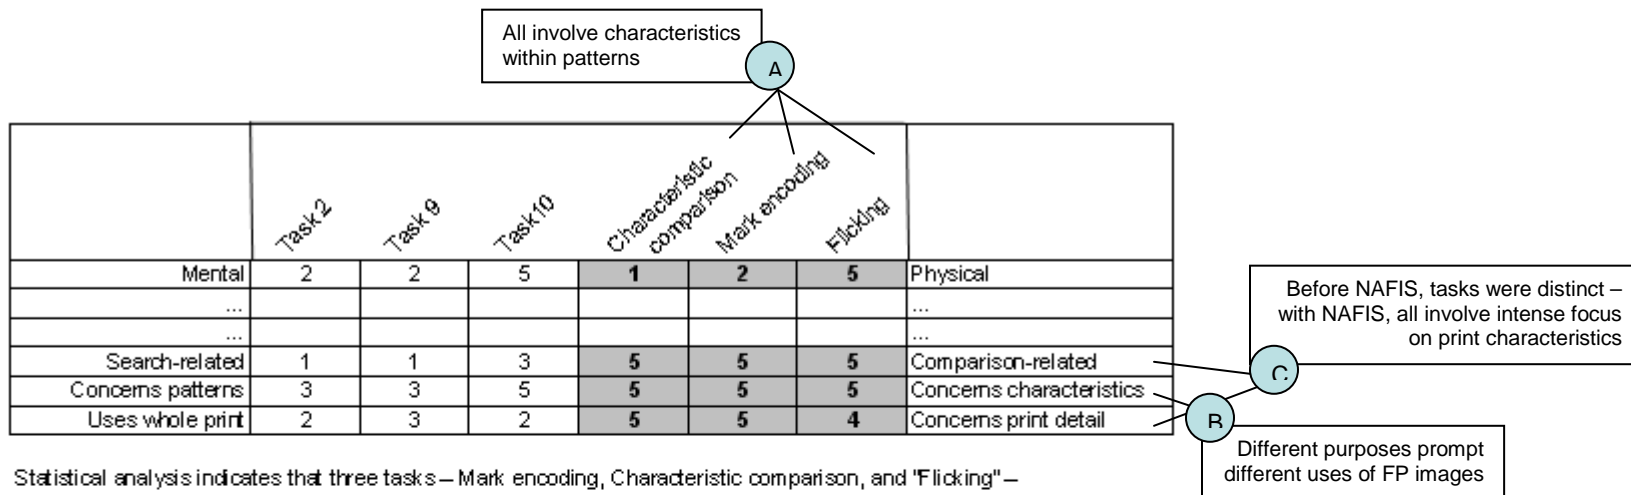 All involve characteristics
within patterns
A
Task 2
Task 9
Task 10
Characteristic
comparison
Mark encoding
Flicking
Mental 2 2 5 1 2 5 Physical
... ...
... ...
Search-related 1 1 3 5 5 5 Comparison-related
Concerns patterns 3 3 5 5 5 5 Concerns characteristics
Uses whole print 2 3 2 5 5 4 Concerns print detail
Before NAFIS, tasks were distinct –
with NAFIS, all involve intense focus
on print characteristics
C
B
Different purposes prompt
different uses of FP images
Statistical analysis indicates that three tasks – Mark encoding, Characteristic comparison, and "Flicking" –